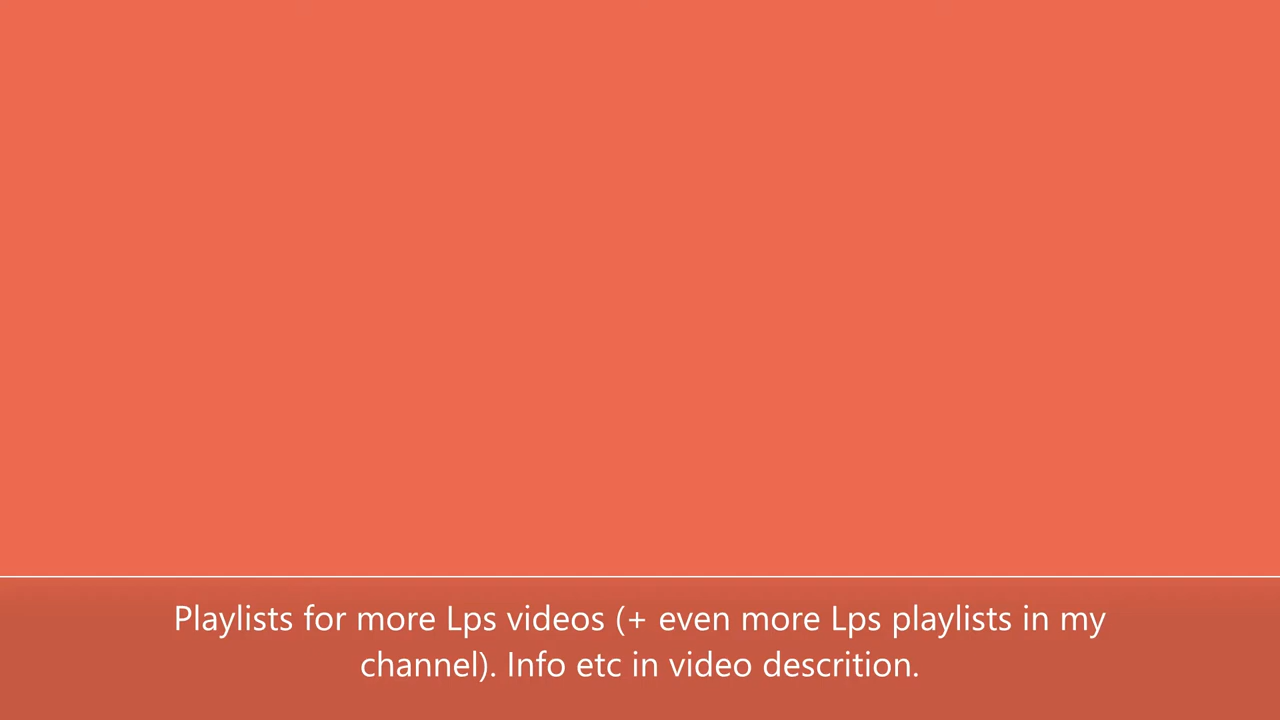 Playlists for more Lps videos (+ even more Lps playlists in my
channel). Info etc in video descrition.